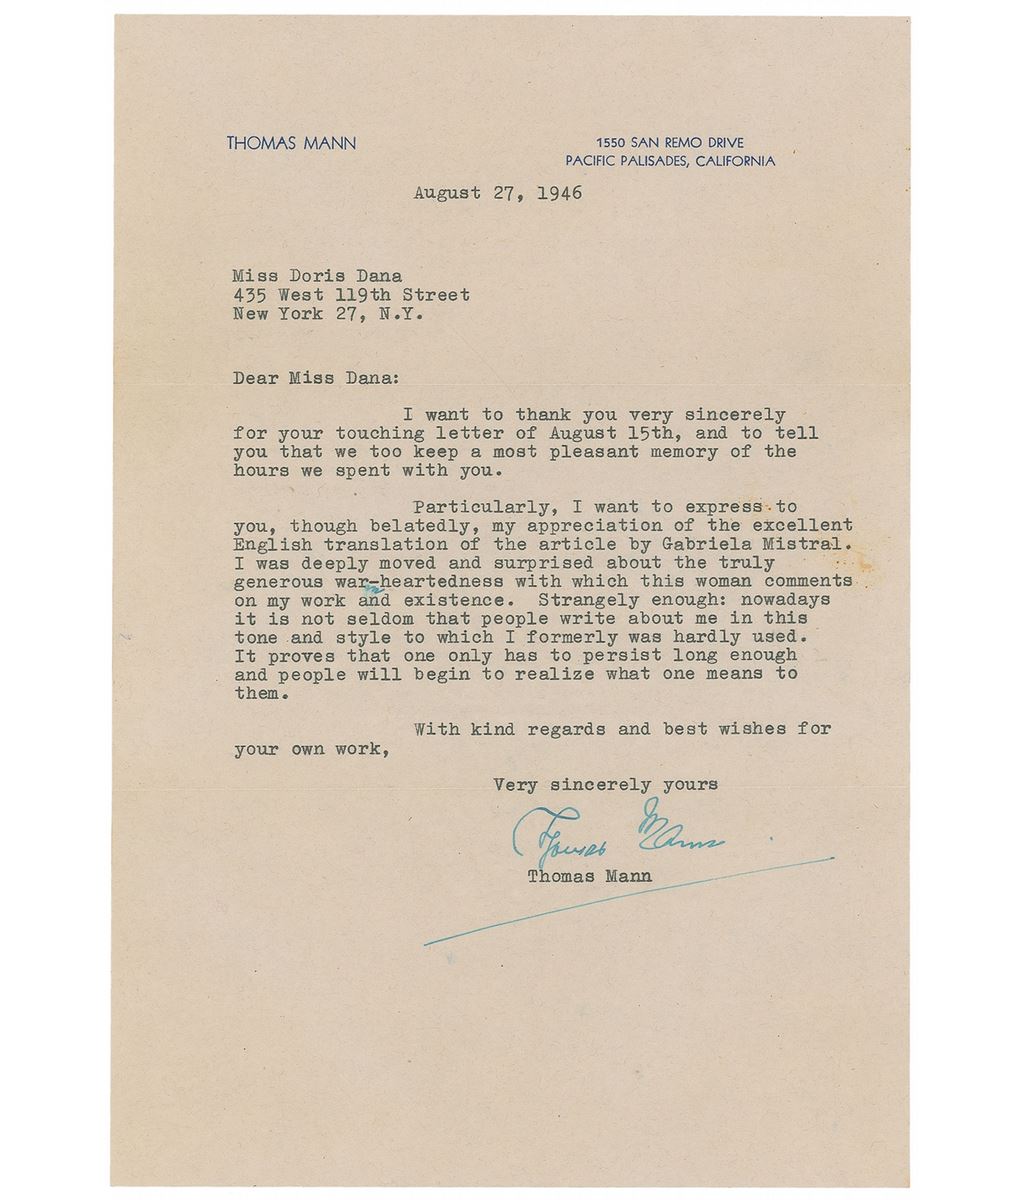 THOMAS MANN
1550 SAN REMO DRIVE
PACIFIC PALISADES, CALIFORNIA
August 27, 1946
Miss Doris Dana
435 West 119th Street
New York 27, N.Y.
Dear Miss Dana:
I want to thank you very sincerely
for your touching letter of August 15th, and to tell
you that we too keep a most pleasant memory of the
hours we spent with you.
Particularly, I want to express to
you, though belatedly, my appreciation of the excellent
English translation of the article by Gabriela Mistral.
I was deeply moved and surprised about the truly
generous war-heartedness with which this woman comments
m
on my work and existence. Strangely enough: nowadays
it is not seldom that people write about me in this
tone and style to which I formerly was hardly used.
It proves that one only has to persist long enough
and people will begin to realize what one means to
them.
With kind regards and best wishes for
your own work,
Very sincerely yours
Thomas Mann
Thomas Mann